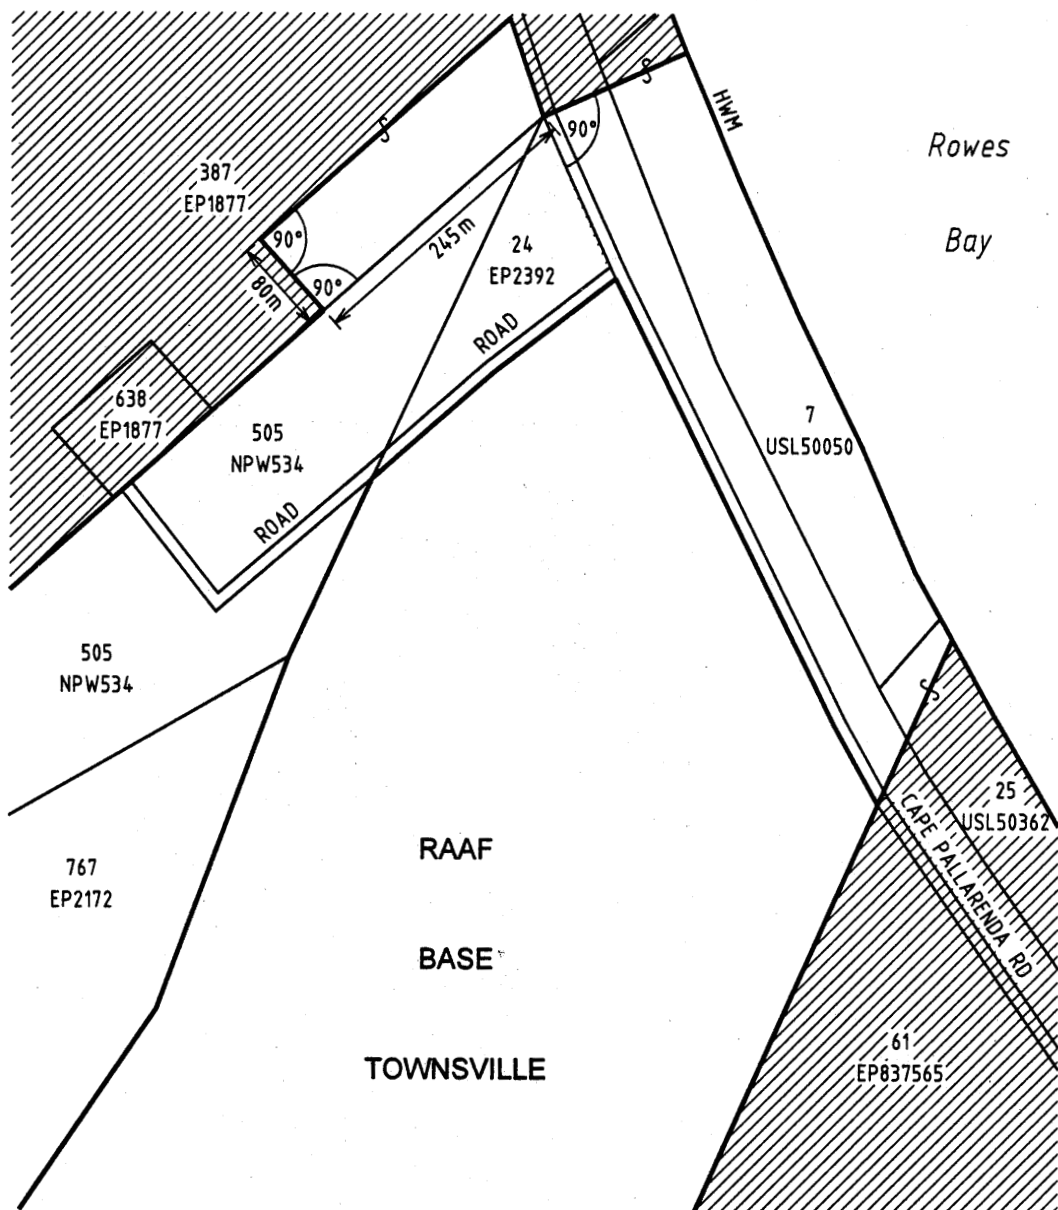 HWM
Rowes
Bay
90°
387
EP1877
90°
245m
24
EP2392
90°
80m
ROAD
638
EP1877
7
USL50050
505
NPW534
ROAD
505
NPW534
25
USL50362
CAPE PALLARENDA RD
RAAF
767
EP2172
BASE
61
EP837565
TOWNSVILLE